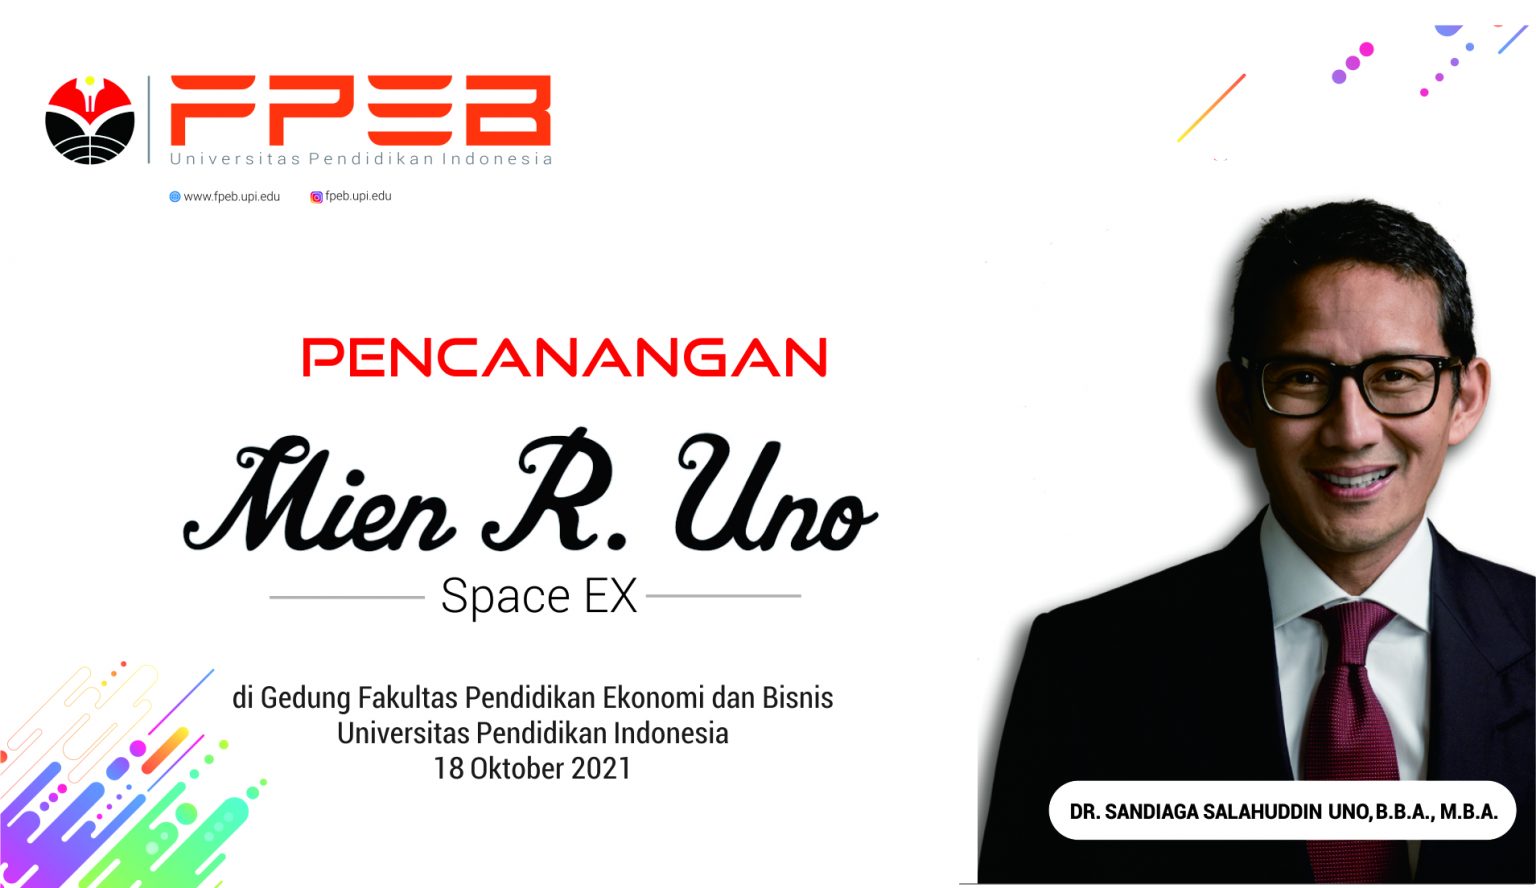 FPEB
Universitas Pendidikan Indonesia
www.fpeb.upi.edu fpeb.upi.edu
PENCANANGAN
Mien R. Uno
Space EX
di Gedung Fakultas Pendidikan Ekonomi dan Bisnis
Universitas Pendidikan Indonesia
18 Oktober 2021
DR. SANDIAGA SALAHUDDIN UNO, B.B.A., M.B.A.